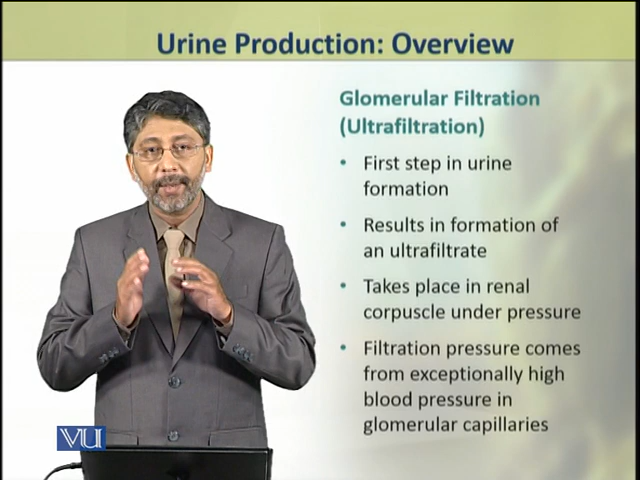 Urine Production: Overview
Glomerular Filtration
(Ultrafiltration)
• First step in urine
formation
• Results in formation of
an ultrafiltrate
• Takes place in renal
corpuscle under pressure
• Filtration pressure comes
from exceptionally high
blood pressure in
glomerular capillaries
VU